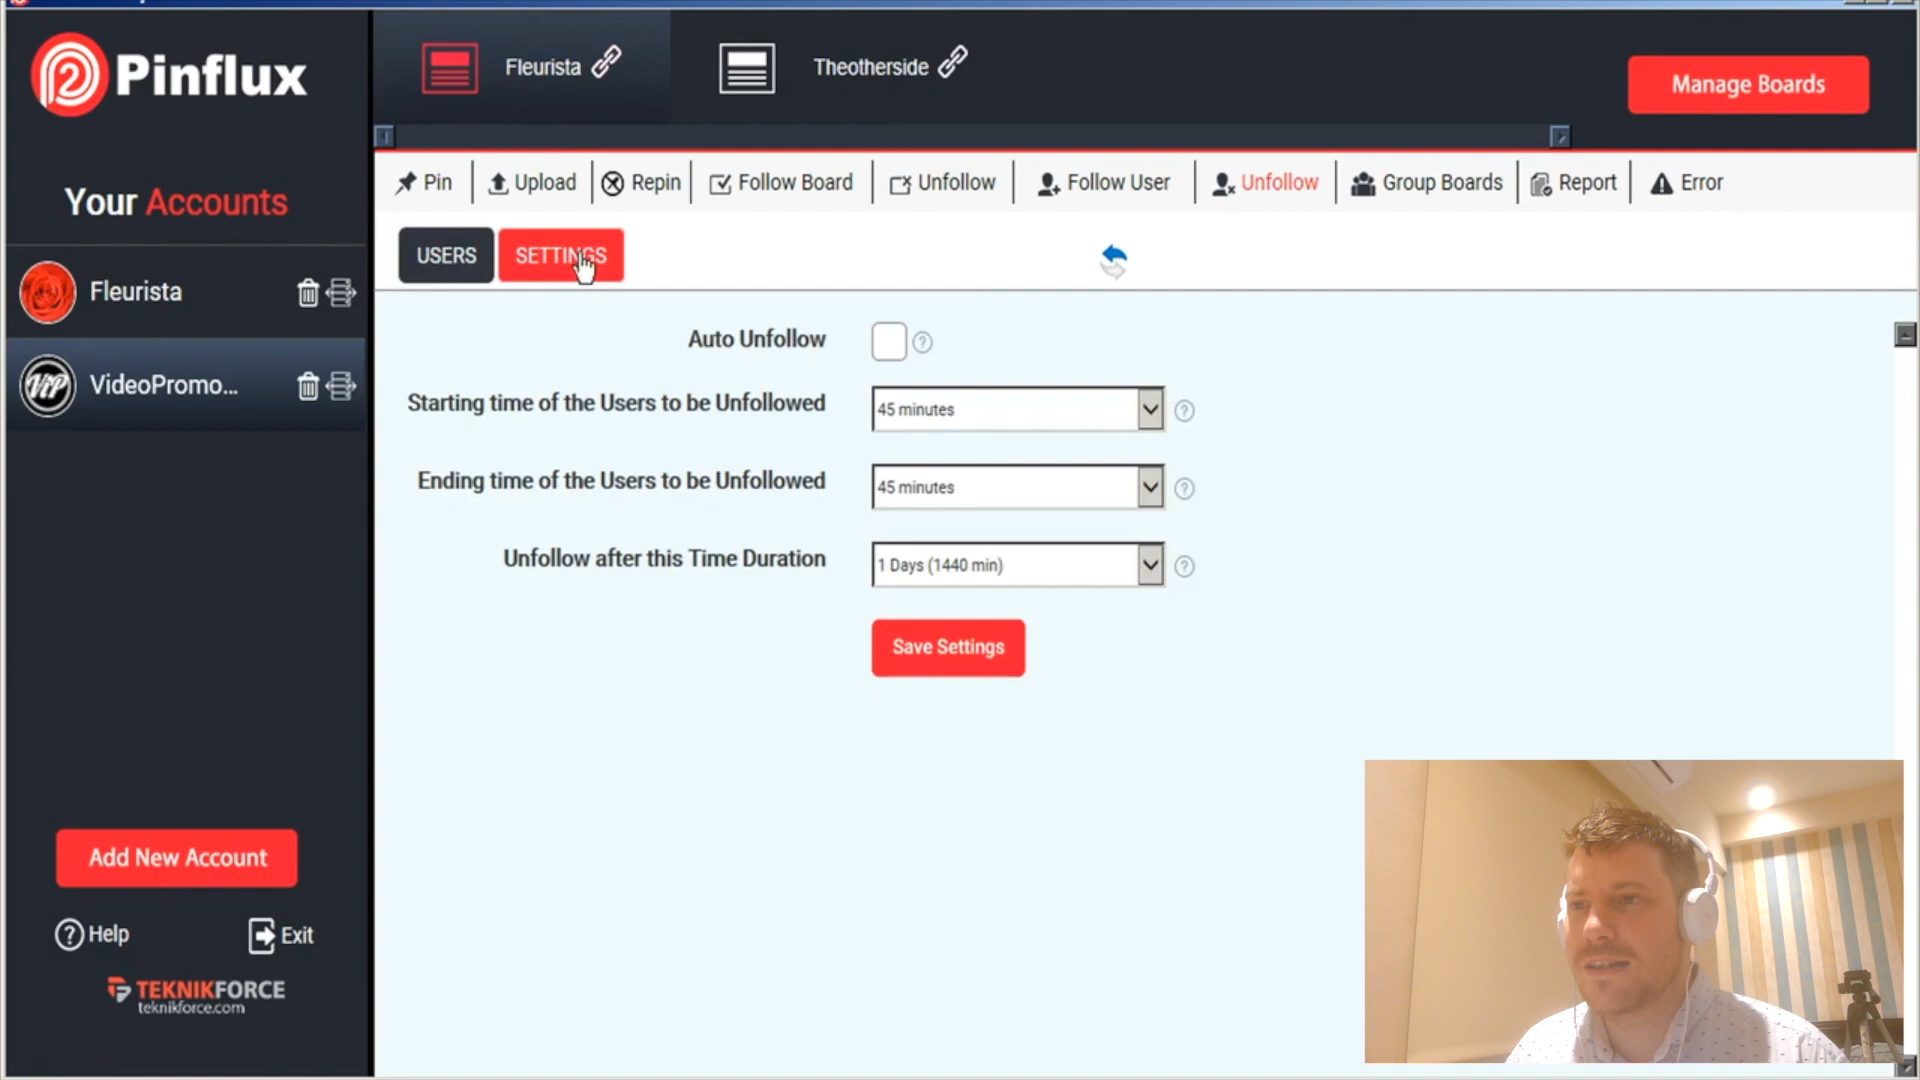 Pinflux
Fleurista
Theotherside
Manage Boards
Your Accounts
Pin
Upload
Repin
Follow Board
Unfollow
Follow User
Unfollow
Group Boards
Report
Error
USERS
SETTINGS
Fleurista
VideoPromo...
Auto Unfollow
Starting time of the Users to be Unfollowed
45 minutes
Ending time of the Users to be Unfollowed
45 minutes
Unfollow after this Time Duration
1 Days (1440 min)
Save Settings
Add New Account
Help
Exit
TEKNIKFORCE
teknikforce.com